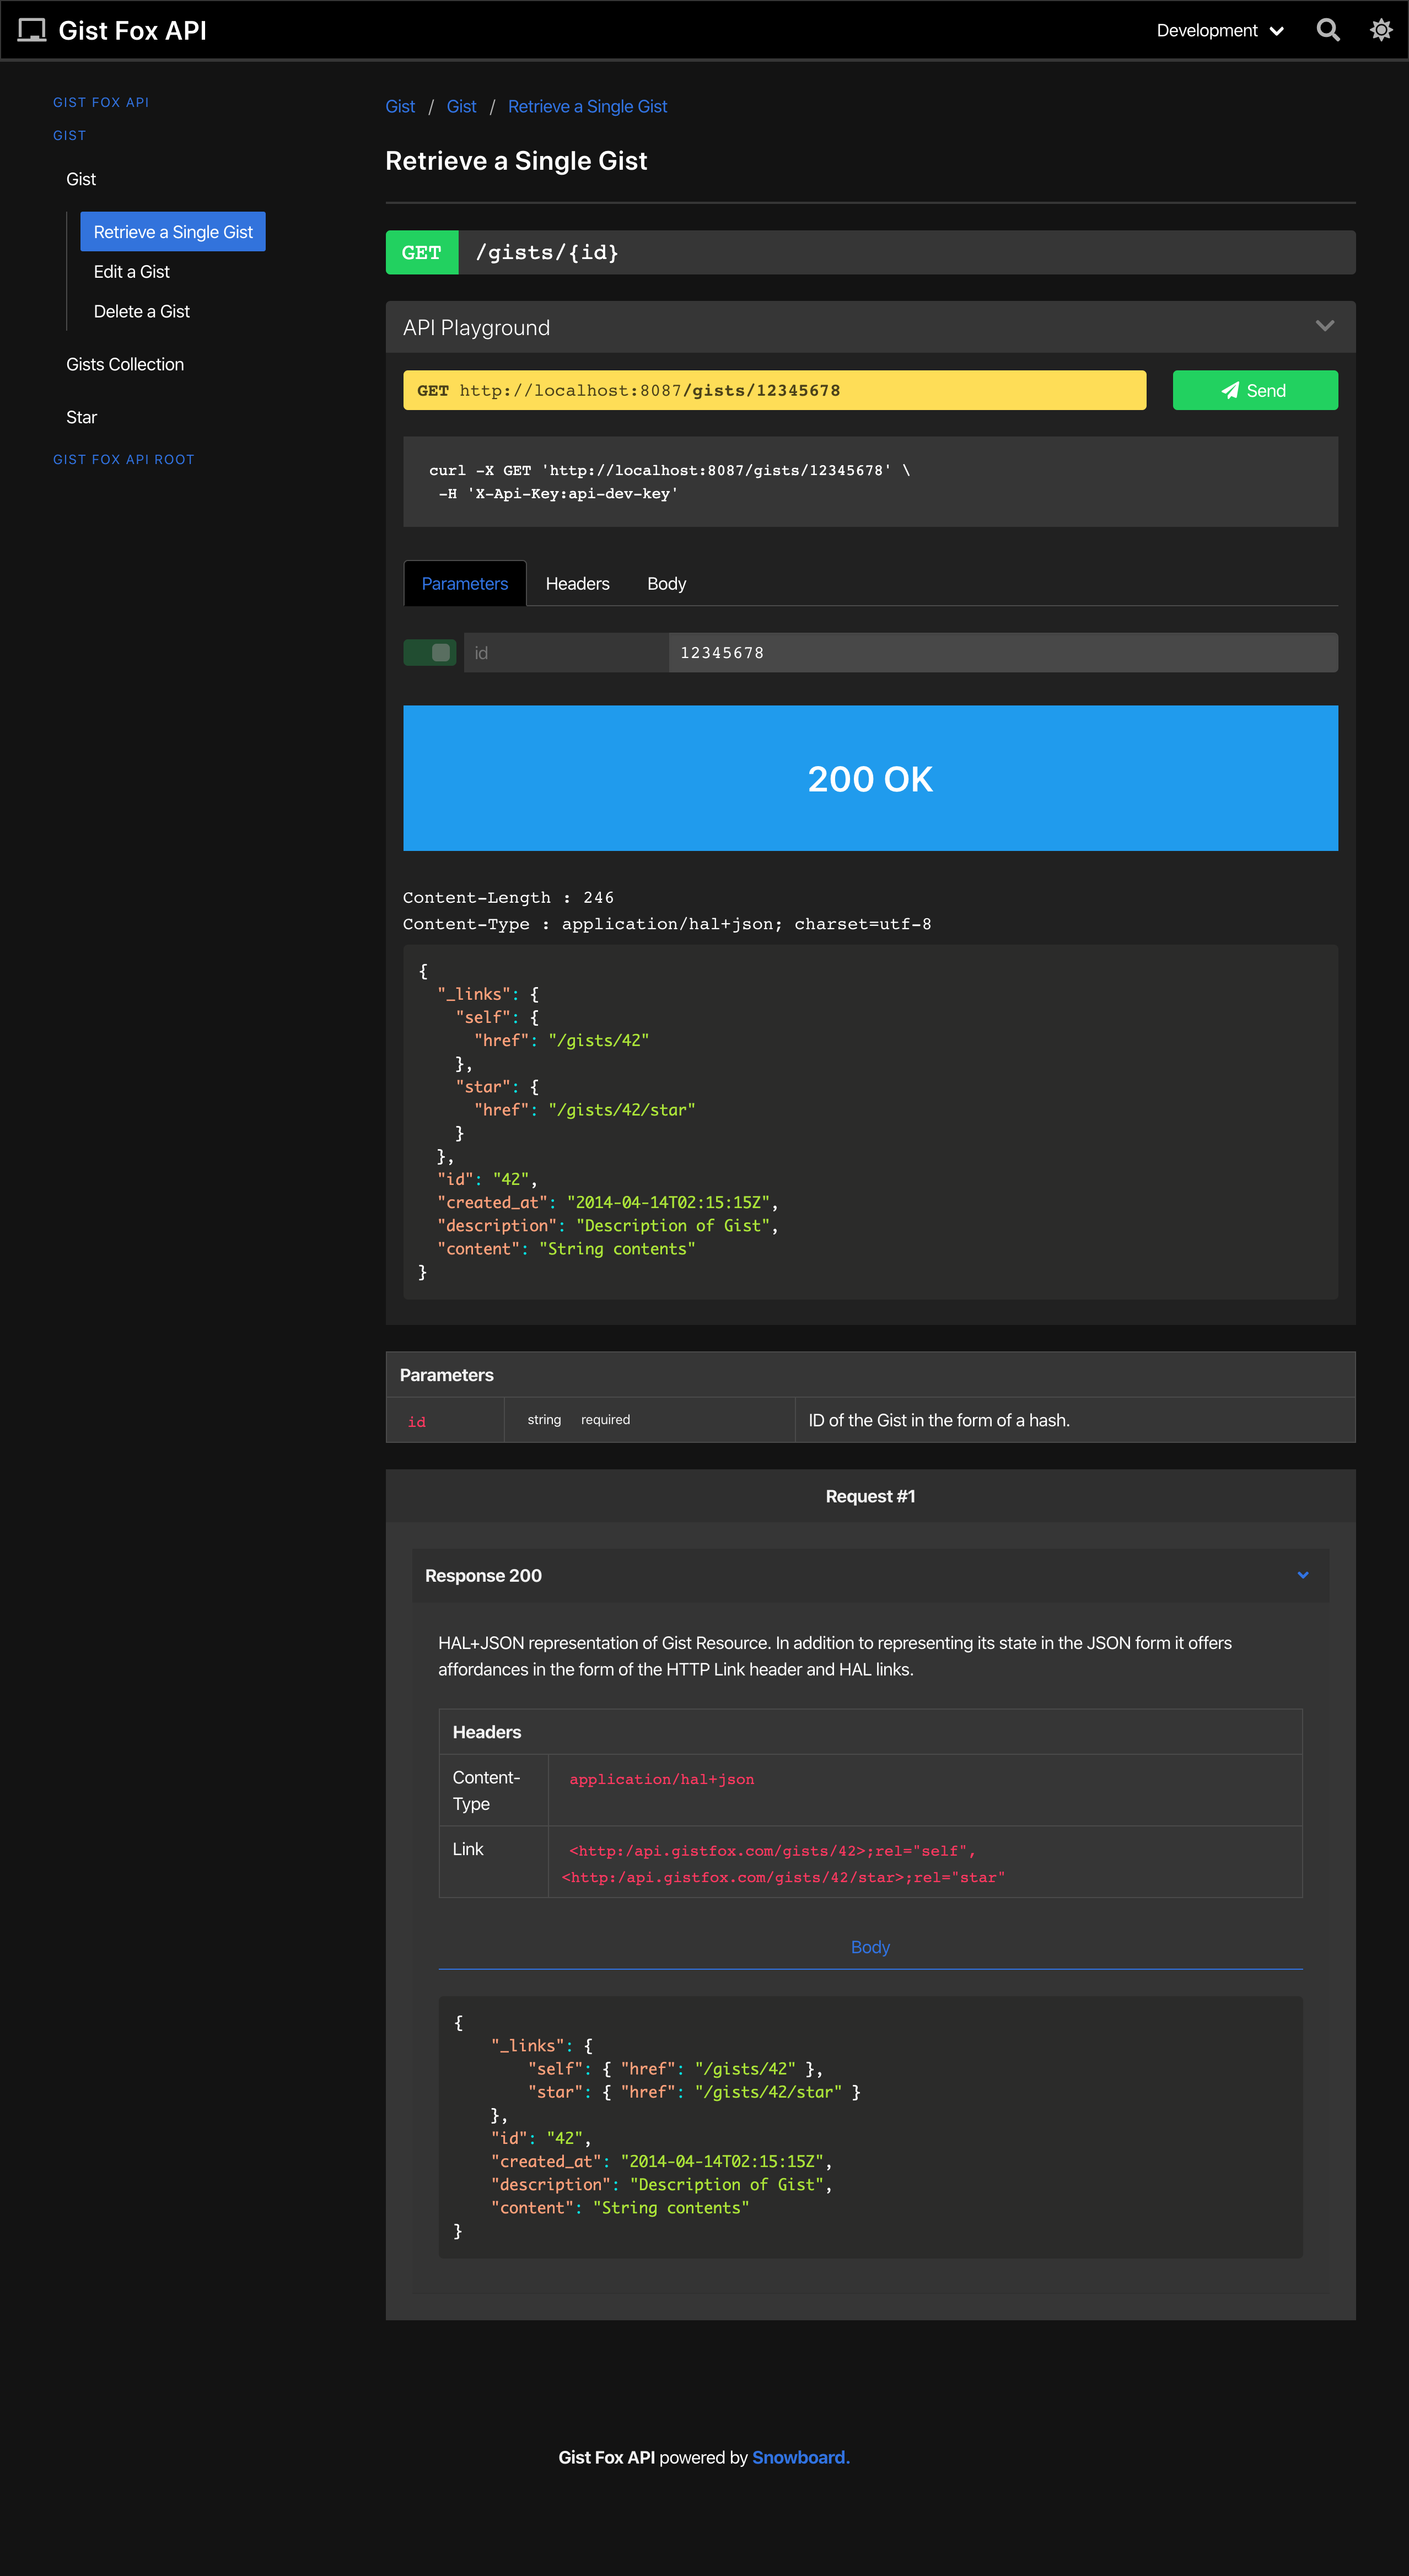 Gist Fox API
Development
GIST FOX API
GIST
Gist
Retrieve a Single Gist
Edit a Gist
Delete a Gist
Gists Collection
Star
GIST FOX API ROOT
Gist / Gist / Retrieve a Single Gist
Retrieve a Single Gist
GET /gists/{id}
API Playground
GET http://localhost:8087/gists/12345678
Send
curl -X GET 'http://localhost:8087/gists/12345678' \
 -H 'X-Api-Key:api-dev-key'
Parameters Headers Body
id 12345678
200 OK
Content-Length : 246
Content-Type : application/hal+json; charset=utf-8
{
  "_links": {
    "self": {
      "href": "/gists/42"
    },
    "star": {
      "href": "/gists/42/star"
    }
  },
  "id": "42",
  "created_at": "2014-04-14T02:15:15Z",
  "description": "Description of Gist",
  "content": "String contents"
}
Parameters
id string required ID of the Gist in the form of a hash.
Request #1
Response 200
HAL+JSON representation of Gist Resource. In addition to representing its state in the JSON form it offers
affordances in the form of the HTTP Link header and HAL links.
Headers
Content-
Type
application/hal+json
Link
<http:/api.gistfox.com/gists/42>;rel="self",
<http:/api.gistfox.com/gists/42/star>;rel="star"
Body
{
    "_links": {
        "self": { "href": "/gists/42" },
        "star": { "href": "/gists/42/star" }
    },
    "id": "42",
    "created_at": "2014-04-14T02:15:15Z",
    "description": "Description of Gist",
    "content": "String contents"
}
Gist Fox API powered by Snowboard.